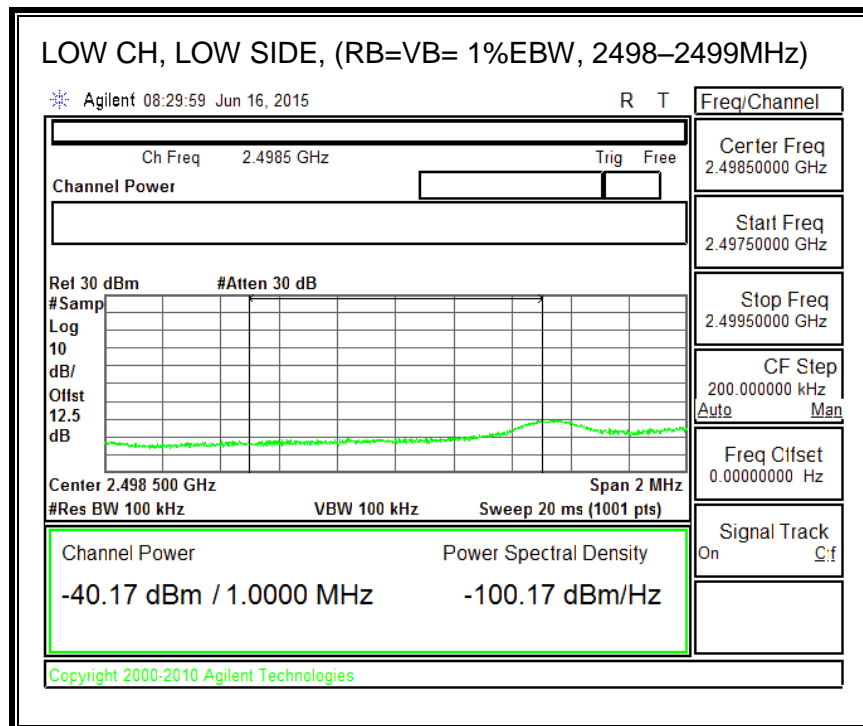 LOW CH, LOW SIDE, (RB=VB= 1%EBW, 2498–2499MHz)
Agilent 08:29:59 Jun 16, 2015 R T
Freq/Channel
Ch Freq 2.4985 GHz Trig Free
Channel Power
Center Freq
2.49850000 GHz
Start Freq
2.49750000 GHz
Stop Freq
2.49950000 GHz
CF Step
200.000000 kHz
Auto Man
Freq Offset
0.00000000 Hz
Signal Track
On Off
Ref 30 dBm #Atten 30 dB
#Samp
Log
10
dB/
Offst
12.5
dB
Center 2.498 500 GHz Span 2 MHz
#Res BW 100 kHz VBW 100 kHz Sweep 20 ms (1001 pts)
Channel Power Power Spectral Density
-40.17 dBm / 1.0000 MHz -100.17 dBm/Hz
Copyright 2000-2010 Agilent Technologies